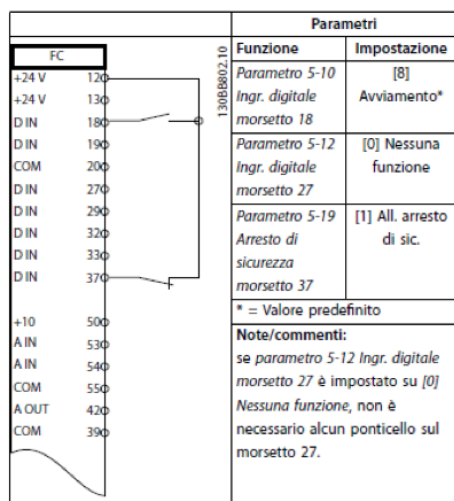 FC
+24 V 12
+24 V 13
D IN 18
D IN 19
COM 20
D IN 27
D IN 29
D IN 32
D IN 33
D IN 37
+10 50
A IN 53
A IN 54
COM 55
A OUT 42
COM 39
130BB802.10
Parametri
Funzione Impostazione
Parametro 5-10 [8]
Ingr. digitale Avviamento*
morsetto 18
Parametro 5-12 [0] Nessuna
Ingr. digitale funzione
morsetto 27
Parametro 5-19 [1] All. arresto
Arresto di di sic.
sicurezza
morsetto 37
* = Valore predefinito
Note/commenti:
se parametro 5-12 Ingr. digitale
morsetto 27 è impostato su [0]
Nessuna funzione, non è
necessario alcun ponticello sul
morsetto 27.